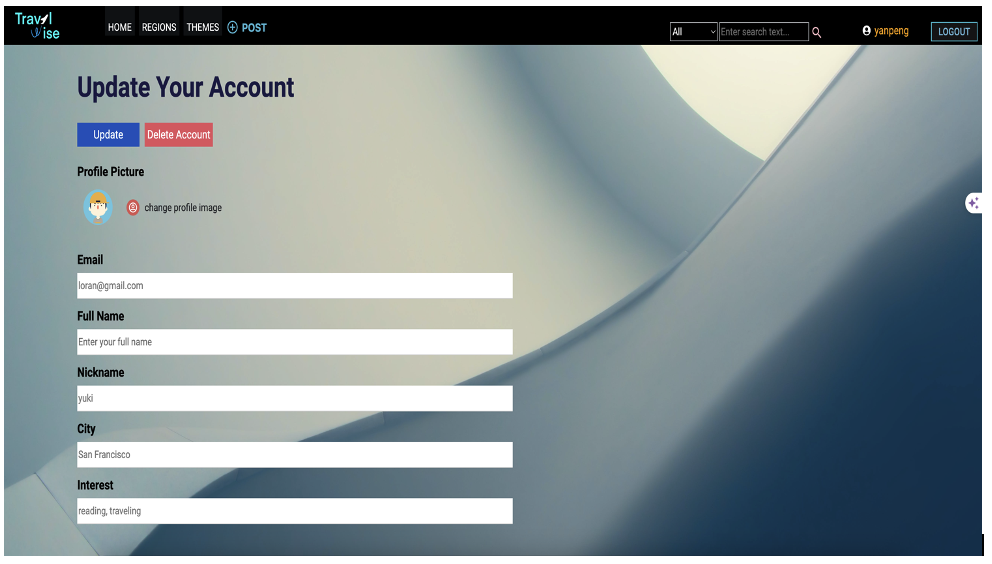 Travel
Wise
HOME REGIONS THEMES POST
All Enter search text...
yanpeng
LOGOUT
Update Your Account
Update Delete Account
Profile Picture
change profile image
Email
loran@gmail.com
Full Name
Enter your full name
Nickname
yuki
City
San Francisco
Interest
reading, traveling